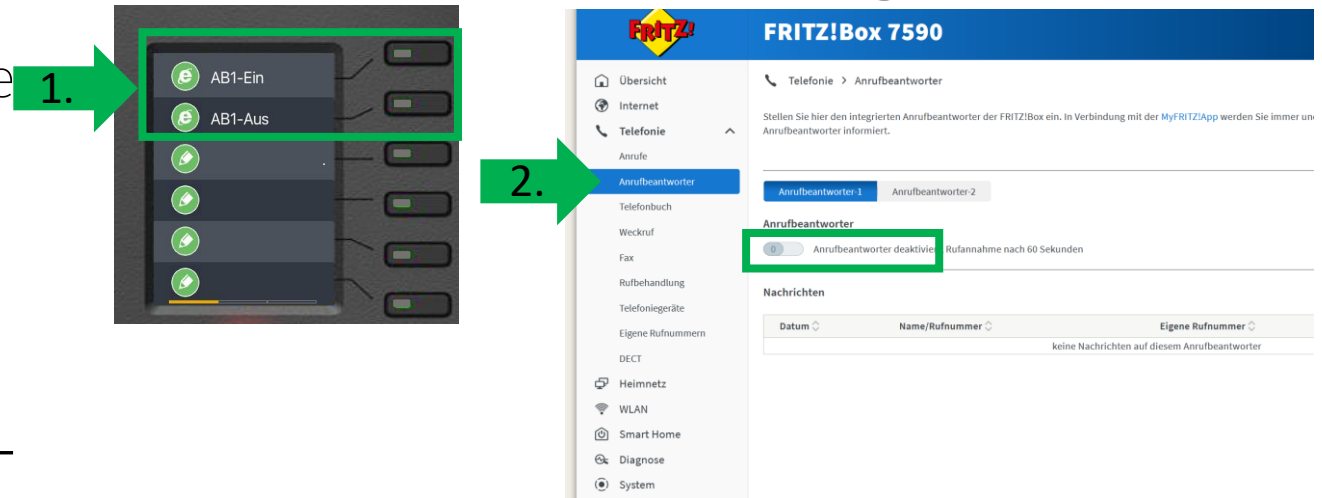 e
1.
AB1-Ein
AB1-Aus
2.
FRITZ!
FRITZ!Box 7590
Übersicht
Internet
Telefonie
Anrufe
Anrufbeantworter
Telefonbuch
Weckruf
Fax
Rufbehandlung
Telefoniegeräte
Eigene Rufnummern
DECT
Heimnetz
WLAN
Smart Home
Diagnose
System
Telefonie > Anrufbeantworter
Stellen Sie hier den integrierten Anrufbeantworter der FRITZ!Box ein. In Verbindung mit der MyFRITZ!App werden Sie immer
Anrufbeantworter informiert.
Anrufbeantworter-1 Anrufbeantworter-2
Anrufbeantworter
0 Anrufbeantworter Rufannahme nach 60 Sekunden
Nachrichten
Datum Name/Rufnummer Eigene Rufnummer
keine Nachrichten auf diesem Anrufbeantworter